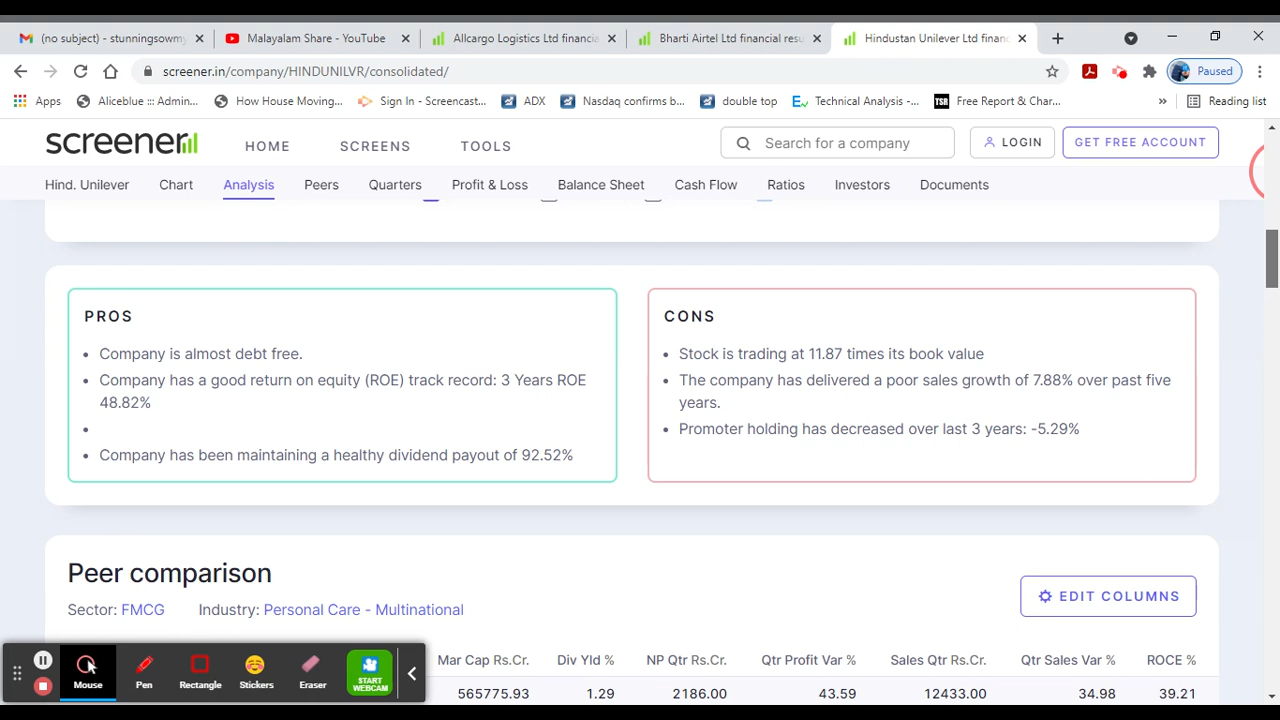 (no subject) - stunningsowmy
Malayalam Share - YouTube
Allcargo Logistics Ltd financia
Bharti Airtel Ltd financial resu
Hindustan Unilever Ltd financ
screener.in/company/HINDUNILVR/consolidated/
Paused
Apps
Aliceblue ::: Admin...
How House Moving...
Sign In - Screencast...
ADX
Nasdaq confirms b...
double top
Technical Analysis -...
TSR
Free Report & Char...
»
Reading list
screener
HOME
SCREENS
TOOLS
Search for a company
LOGIN
GET FREE ACCOUNT
Hind. Unilever
Chart
Analysis
Peers
Quarters
Profit & Loss
Balance Sheet
Cash Flow
Ratios
Investors
Documents
PROS
• Company is almost debt free.
• Company has a good return on equity (ROE) track record: 3 Years ROE
48.82%
•
• Company has been maintaining a healthy dividend payout of 92.52%
CONS
• Stock is trading at 11.87 times its book value
• The company has delivered a poor sales growth of 7.88% over past five
years.
• Promoter holding has decreased over last 3 years: -5.29%
Peer comparison
Sector: FMCG
Industry: Personal Care - Multinational
EDIT COLUMNS
Mar Cap Rs.Cr.
Div Yld %
NP Qtr Rs.Cr.
Qtr Profit Var %
Sales Qtr Rs.Cr.
Qtr Sales Var %
ROCE %
565775.93
1.29
2186.00
43.59
12433.00
34.98
39.21
Mouse
Pen
Rectangle
Stickers
Eraser
START
WEBCAM